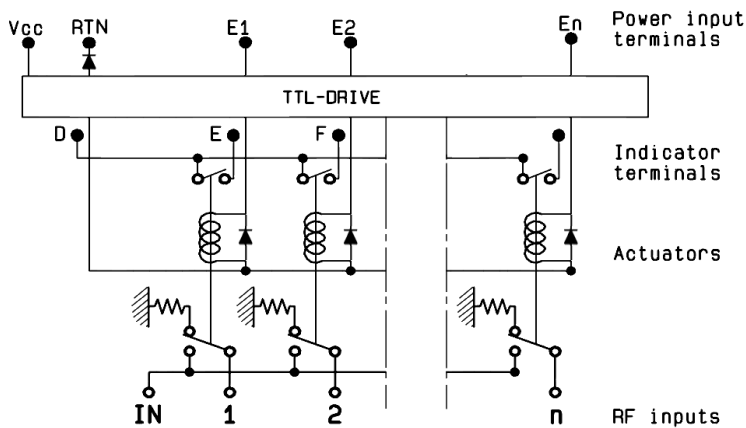 Vcc RTN E1 E2 En Power input
terminals
TTL-DRIVE
D E F Indicator
terminals
Actuators
IN 1 2 n RF inputs